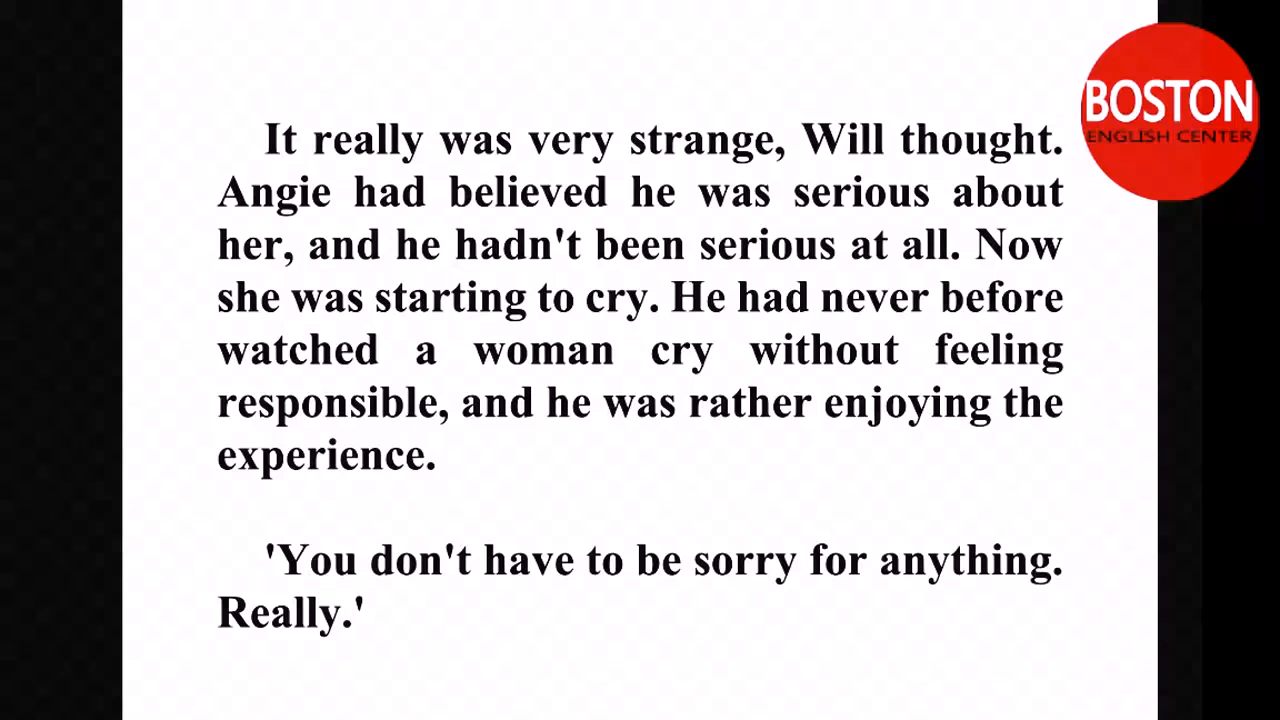 BOSTON
ENGLISH CENTER
It really was very strange, Will thought.
Angie had believed he was serious about
her, and he hadn't been serious at all. Now
she was starting to cry. He had never before
watched a woman cry without feeling
responsible, and he was rather enjoying the
experience.
'You don't have to be sorry for anything.
Really.'